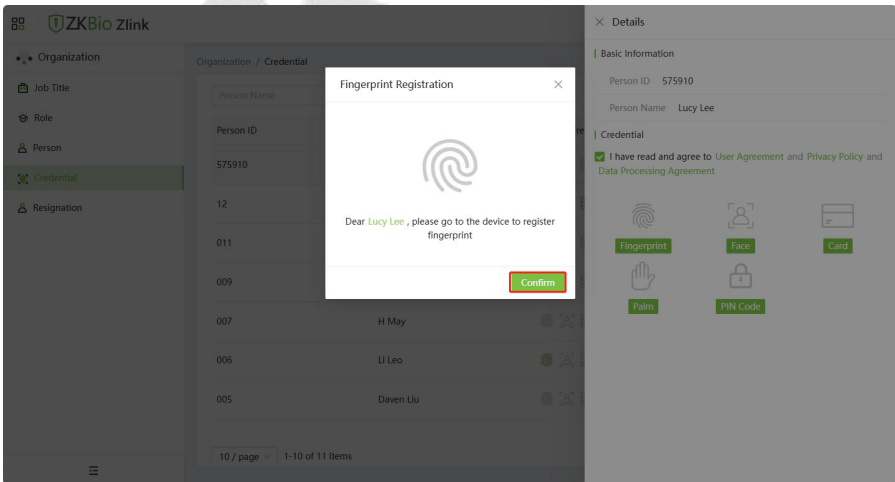 ZKBio Zlink
Organization
Job Title
Role
Person
Credential
Resignation
Organization / Credential
Person Name
Person ID
575910
12
011
009
007 H May
006 Li Leo
005 Daven Liu
10 / page 1-10 of 11 items
Fingerprint Registration
Dear Lucy Lee , please go to the device to register
fingerprint
Confirm
Details
Basic Information
Person ID 575910
Person Name Lucy Lee
Credential
I have read and agree to User Agreement and Privacy Policy and
Data Processing Agreement
Fingerprint Face Card
Palm PIN Code